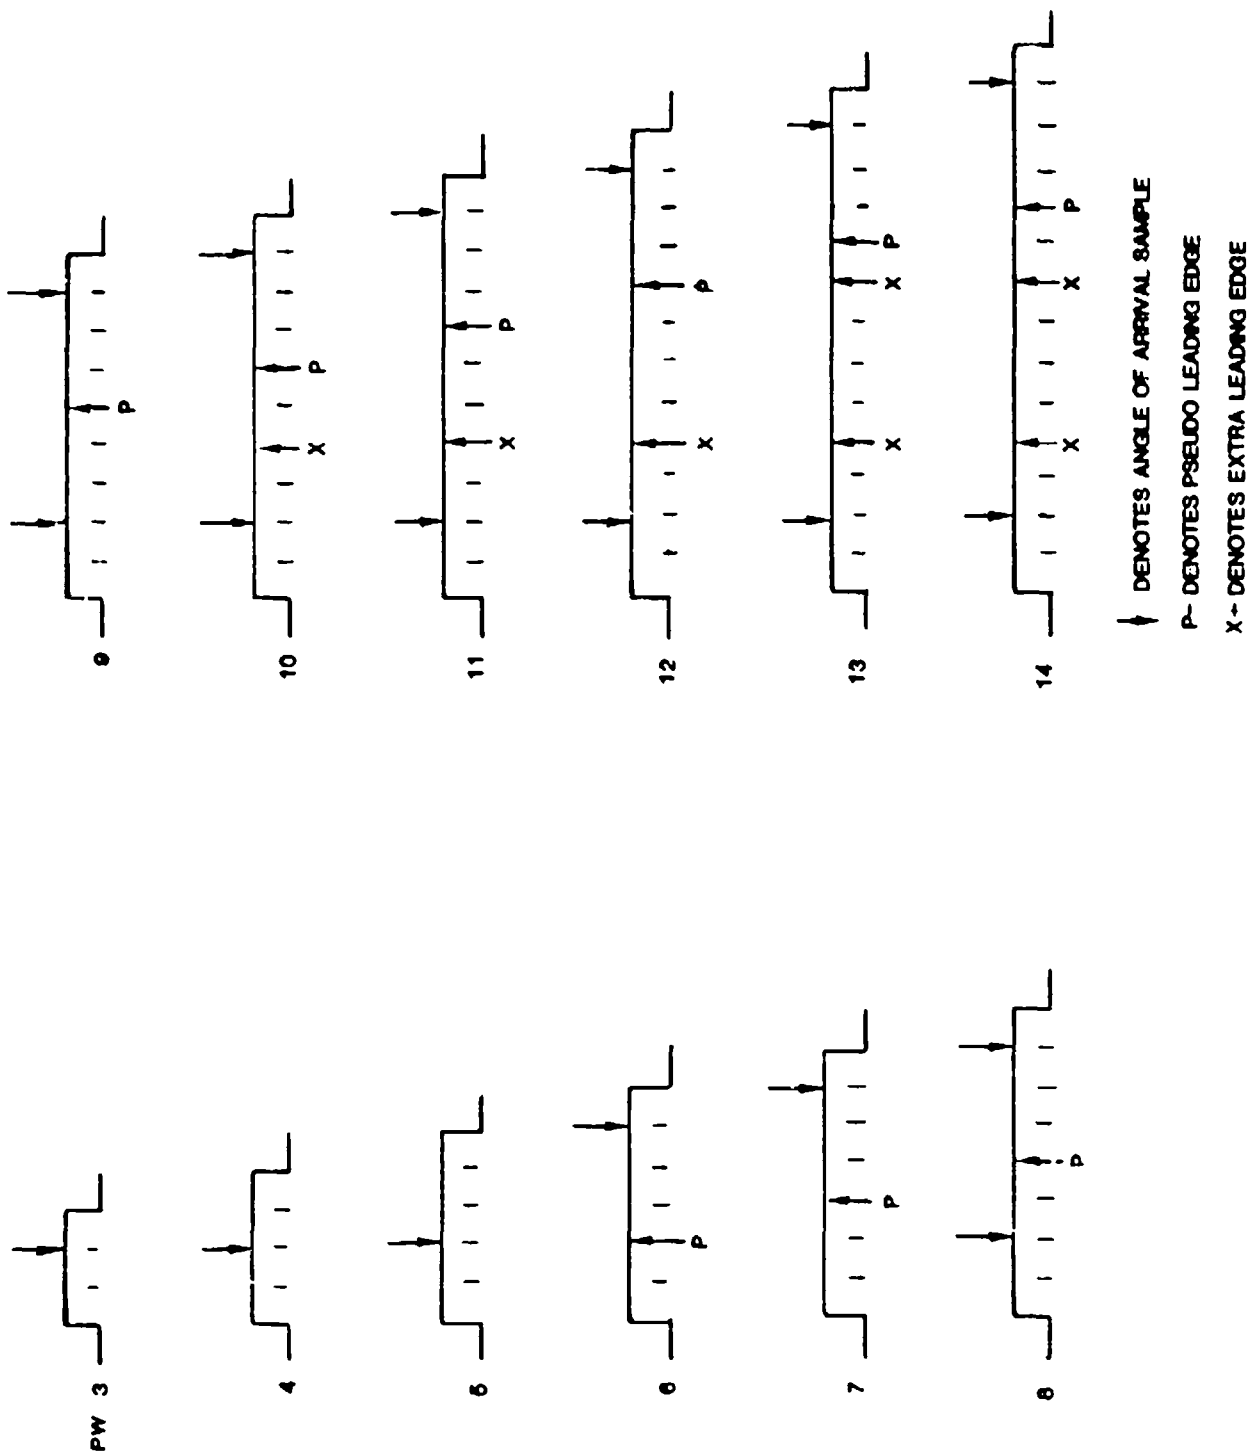 PW 3
4
5
6
P
7
P
8
P
9
P
10
X P
11
X P
12
X P
13
X X P
14
X X P
DENOTES ANGLE OF ARRIVAL SAMPLE
P- DENOTES PSEUDO LEADING EDGE
X- DENOTES EXTRA LEADING EDGE